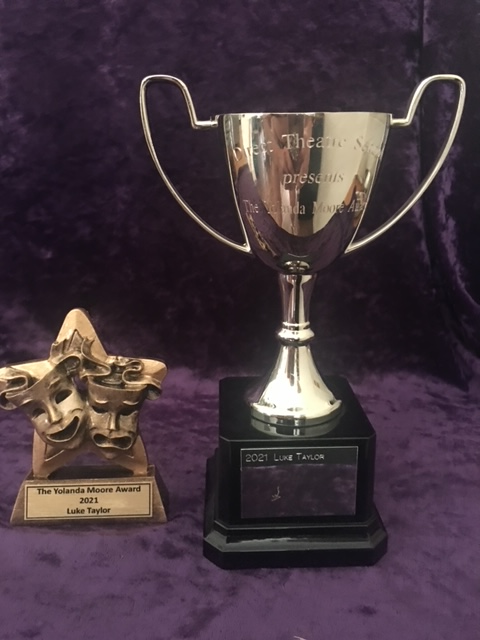 The Yolanda Moore Award
2021
Luke Taylor
Theatre
presents
The Yolanda Moore
2021 LUKE TAYLOR